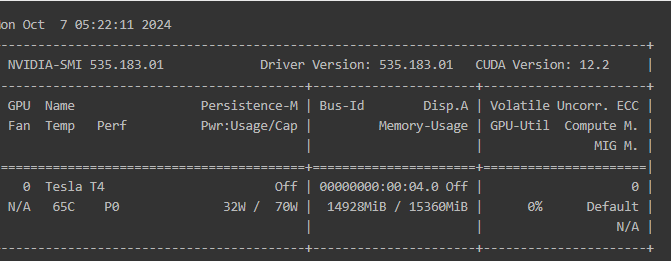 Mon Oct  7 05:22:11 2024
NVIDIA-SMI 535.183.01             Driver Version: 535.183.01   CUDA Version: 12.2
GPU  Name                 Persistence-M | Bus-Id        Disp.A | Volatile Uncorr. ECC
Fan  Temp   Perf          Pwr:Usage/Cap |         Memory-Usage | GPU-Util  Compute M.
MIG M.
0  Tesla T4                       Off | 00000000:00:04.0 Off |                    0
N/A   65C    P0              32W /  70W |  14928MiB / 15360MiB |      0%      Default
N/A